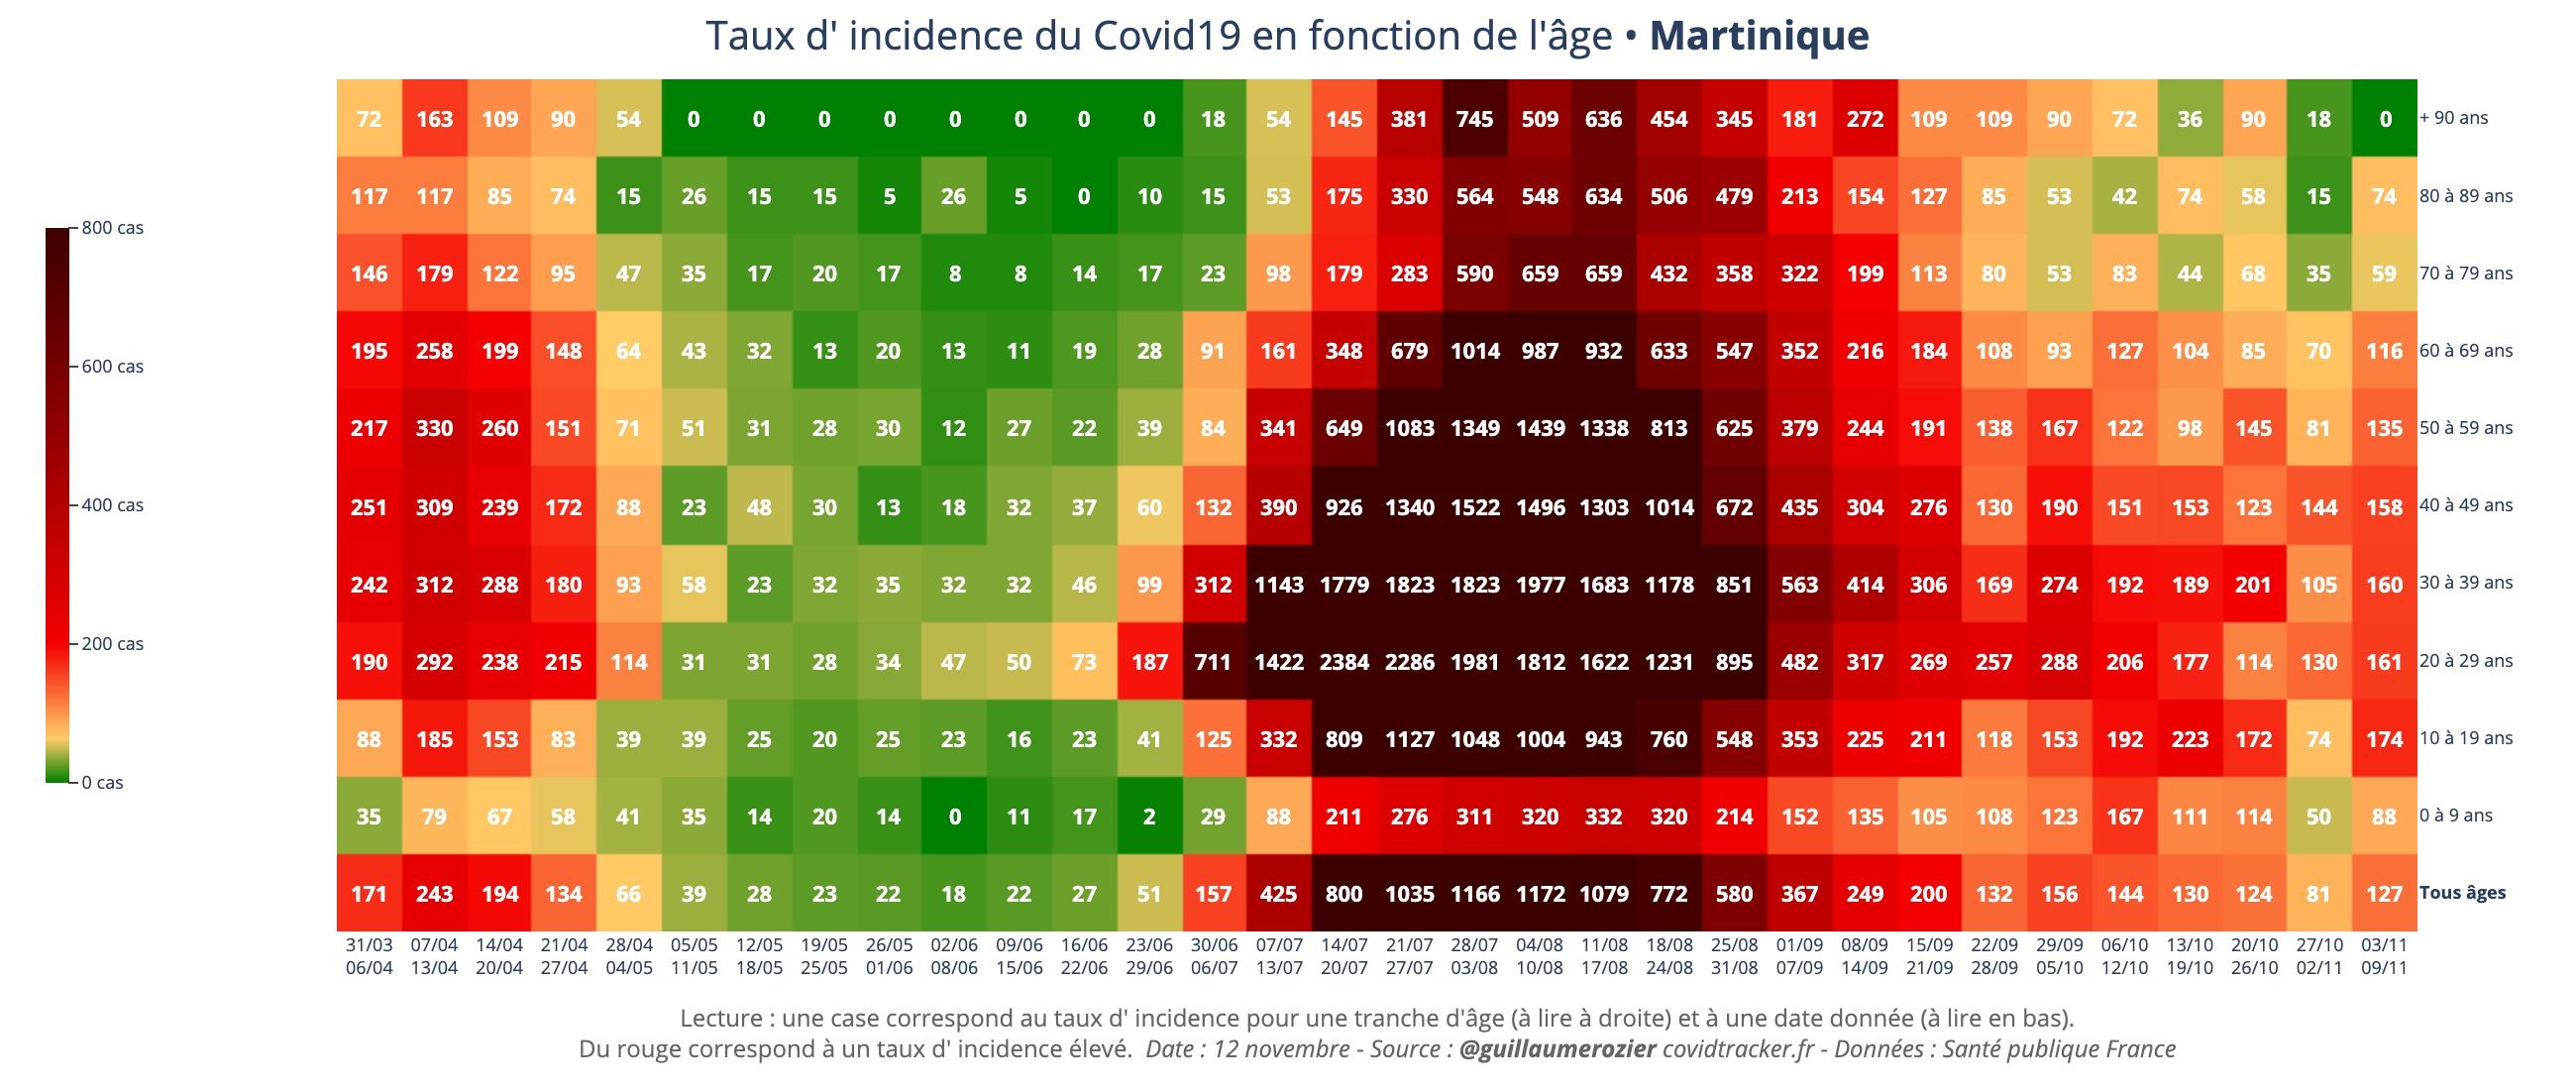 Taux d' incidence du Covid19 en fonction de l'âge • Martinique
72 163 109 90 54 0 0 0 0 0 0 0 0 18 54 145 381 745 509 636 454 345 181 272 109 109 90 72 36 90 18 0 + 90 ans
117 117 85 74 15 26 15 15 5 26 5 0 10 15 53 175 330 564 548 634 506 479 213 154 127 85 53 42 74 58 15 74 80 à 89 ans
800 cas
146 179 122 95 47 35 17 20 17 8 8 14 17 23 98 179 283 590 659 659 432 358 322 199 113 80 53 83 44 68 35 59 70 à 79 ans
195 258 199 148 64 43 32 13 20 13 11 19 28 91 161 348 679 1014 987 932 633 547 352 216 184 108 93 127 104 85 70 116 60 à 69 ans
600 cas
217 330 260 151 71 51 31 28 30 12 27 22 39 84 341 649 1083 1349 1439 1338 813 625 379 244 191 138 167 122 98 145 81 135 50 à 59 ans
400 cas
251 309 239 172 88 23 48 30 13 18 32 37 60 132 390 926 1340 1522 1496 1303 1014 672 435 304 276 130 190 151 153 123 144 158 40 à 49 ans
242 312 288 180 93 58 23 32 35 32 32 46 99 312 1143 1779 1823 1823 1977 1683 1178 851 563 414 306 169 274 192 189 201 105 160 30 à 39 ans
200 cas
190 292 238 215 114 31 31 28 34 47 50 73 187 711 1422 2384 2286 1981 1812 1622 1231 895 482 317 269 257 288 206 177 114 130 161 20 à 29 ans
88 185 153 83 39 39 25 20 25 23 16 23 41 125 332 809 1127 1048 1004 943 760 548 353 225 211 118 153 192 223 172 74 174 10 à 19 ans
0 cas
35 79 67 58 41 35 14 20 14 0 11 17 2 29 88 211 276 311 320 332 320 214 152 135 105 108 123 167 111 114 50 88 0 à 9 ans
171 243 194 134 66 39 28 23 22 18 22 27 51 157 425 800 1035 1166 1172 1079 772 580 367 249 200 132 156 144 130 124 81 127 Tous âges
31/03 07/04 14/04 21/04 28/04 05/05 12/05 19/05 26/05 02/06 09/06 16/06 23/06 30/06 07/07 14/07 21/07 28/07 04/08 11/08 18/08 25/08 01/09 08/09 15/09 22/09 29/09 06/10 13/10 20/10 27/10 03/11
06/04 13/04 20/04 27/04 04/05 11/05 18/05 25/05 01/06 08/06 15/06 22/06 29/06 06/07 13/07 20/07 27/07 03/08 10/08 17/08 24/08 31/08 07/09 14/09 21/09 28/09 05/10 12/10 19/10 26/10 02/11 09/11
Lecture : une case correspond au taux d' incidence pour une tranche d'âge (à lire à droite) et à une date donnée (à lire en bas).
Du rouge correspond à un taux d' incidence élevé. Date : 12 novembre - Source : @guillaumerozier covidtracker.fr - Données : Santé publique France